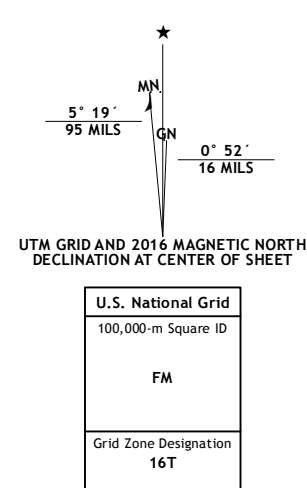 ★
MN.
5° 19´
95 MILS
GN
0° 52´
16 MILS
UTM GRID AND 2016 MAGNETIC NORTH
DECLINATION AT CENTER OF SHEET
U.S. National Grid
100,000-m Square ID
FM
Grid Zone Designation
16T